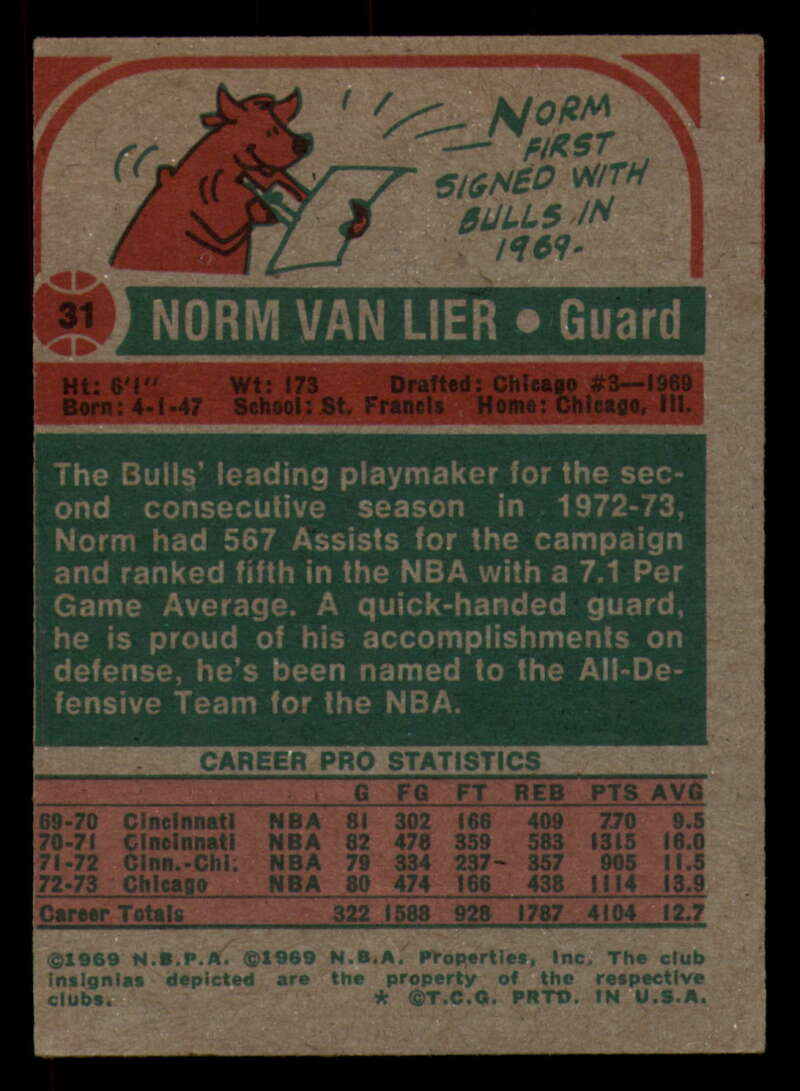 NORM
FIRST
SIGNED WITH
BULLS IN
1969.
31 NORM VAN LIER • Guard
Ht: 6'1" Wt: 173 Drafted: Chicago #3—1969
Born: 4-1-47 School: St. Francis Home: Chicago, Ill.
The Bulls' leading playmaker for the sec-
ond consecutive season in 1972-73,
Norm had 567 Assists for the campaign
and ranked fifth in the NBA with a 7.1 Per
Game Average. A quick-handed guard,
he is proud of his accomplishments on
defense, he's been named to the All-De-
fensive Team for the NBA.
CAREER PRO STATISTICS
G FG FT REB PTS AVG
69-70 Cincinnati NBA 81 302 166 409 770 9.5
70-71 Cincinnati NBA 82 478 359 583 1315 16.0
71-72 Cinn.-Chi. NBA 79 334 237 357 905 11.5
72-73 Chicago NBA 80 474 166 438 1114 13.9
Career Totals 322 1588 928 1787 4104 12.7
©1969 N.B.P.A. ©1969 N.B.A. Properties, Inc. The club
insignias depicted are the property of the respective
clubs. * ©T.C.G. PRTD. IN U.S.A.